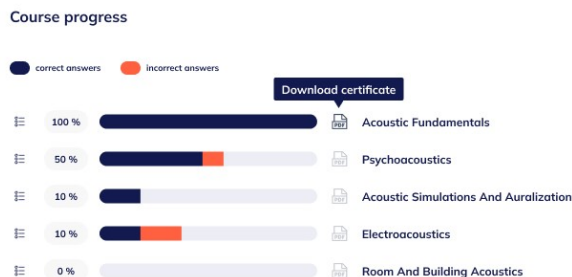 Course progress
correct answers incorrect answers
Download certificate
100 % PDF Acoustic Fundamentals
50 % PDF Psychoacoustics
10 % PDF Acoustic Simulations And Auralization
10 % PDF Electroacoustics
0 % PDF Room And Building Acoustics